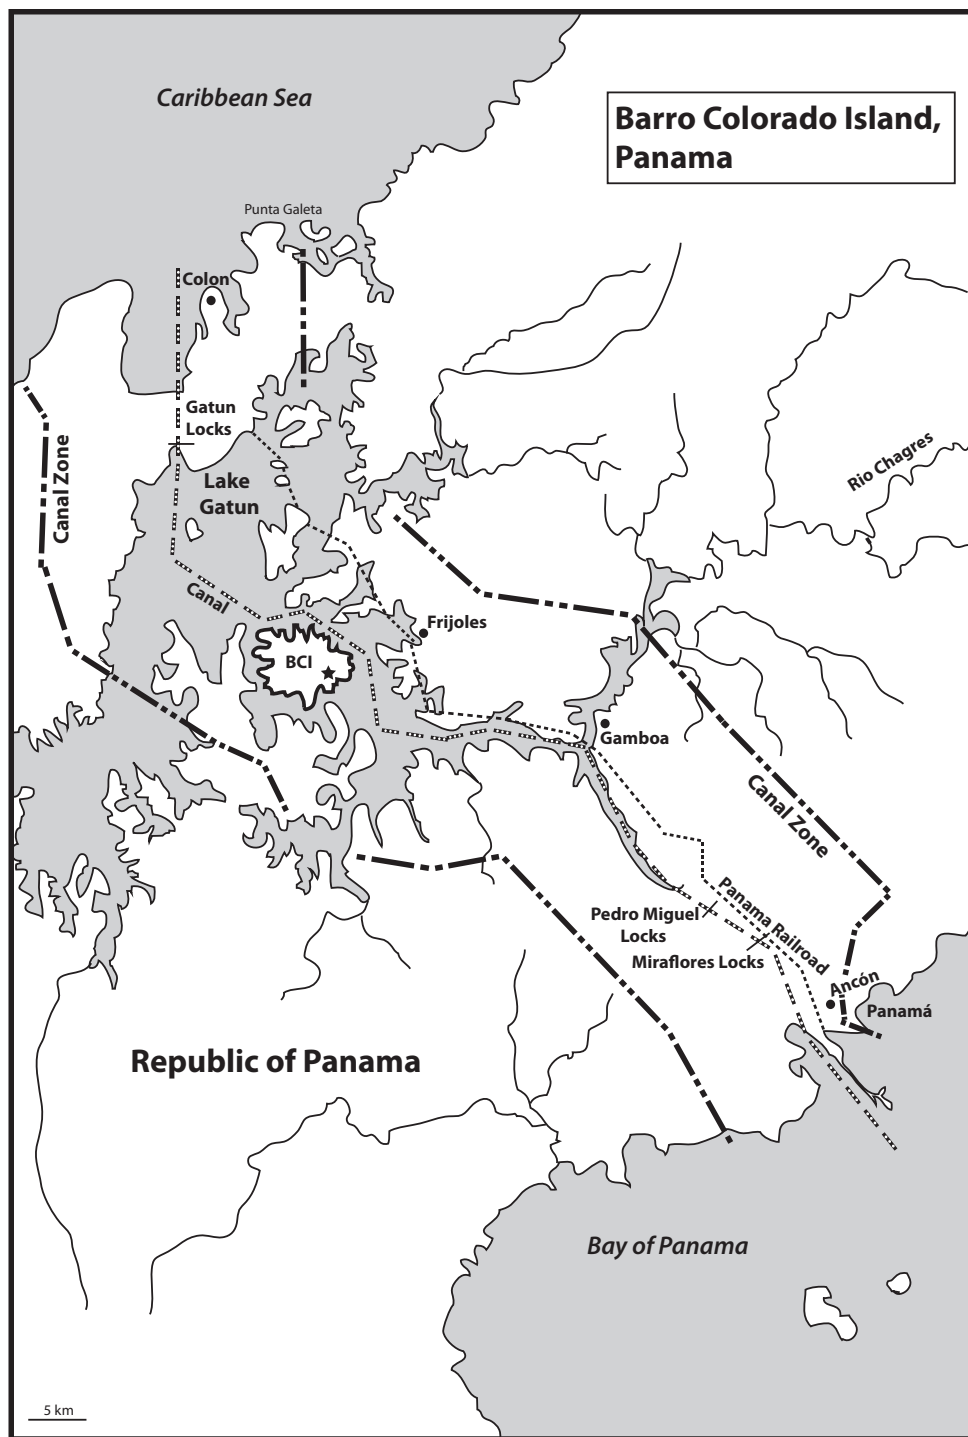 Caribbean Sea
Barro Colorado Island,
Panama
Punta Galeta
Colon
Gatun
Locks
Canal Zone
Lake
Gatun
Rio Chagres
Canal
Frijoles
BCI
Gamboa
Canal Zone
Panama Railroad
Pedro Miguel
Locks
Miraflores Locks
Ancón
Panamá
Republic of Panama
Bay of Panama
5 km